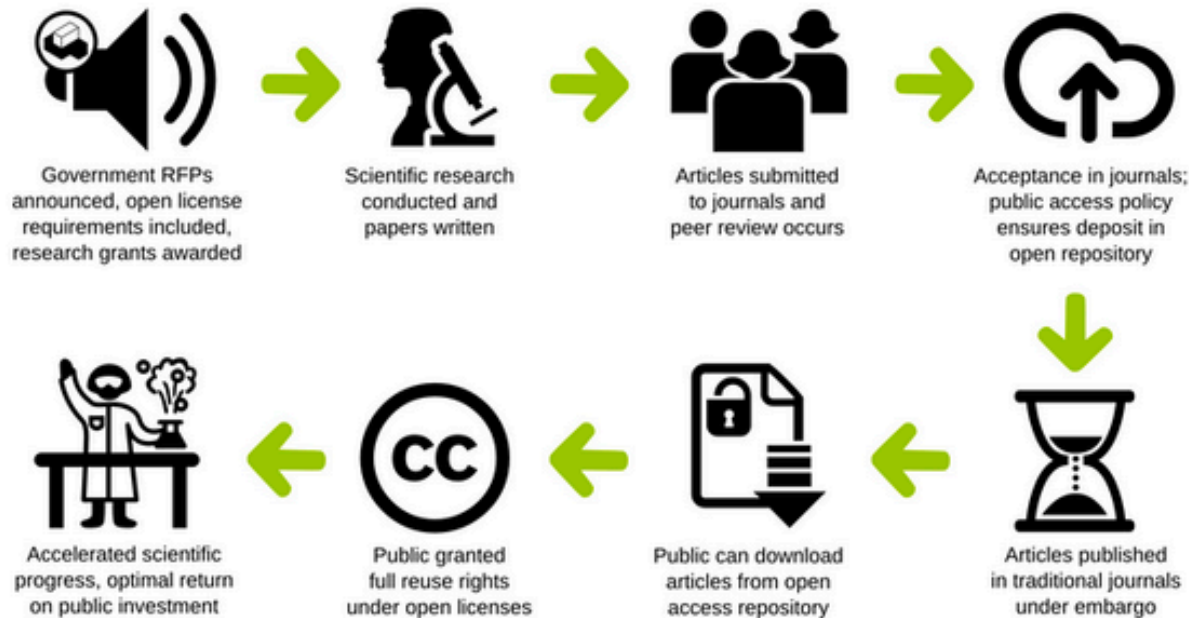 Government RFPs
announced, open license
requirements included,
research grants awarded
Scientific research
conducted and
papers written
Articles submitted
to journals and
peer review occurs
Acceptance in journals;
public access policy
ensures deposit in
open repository
Articles published
in traditional journals
under embargo
Public can download
articles from open
access repository
CC
Public granted
full reuse rights
under open licenses
Accelerated scientific
progress, optimal return
on public investment